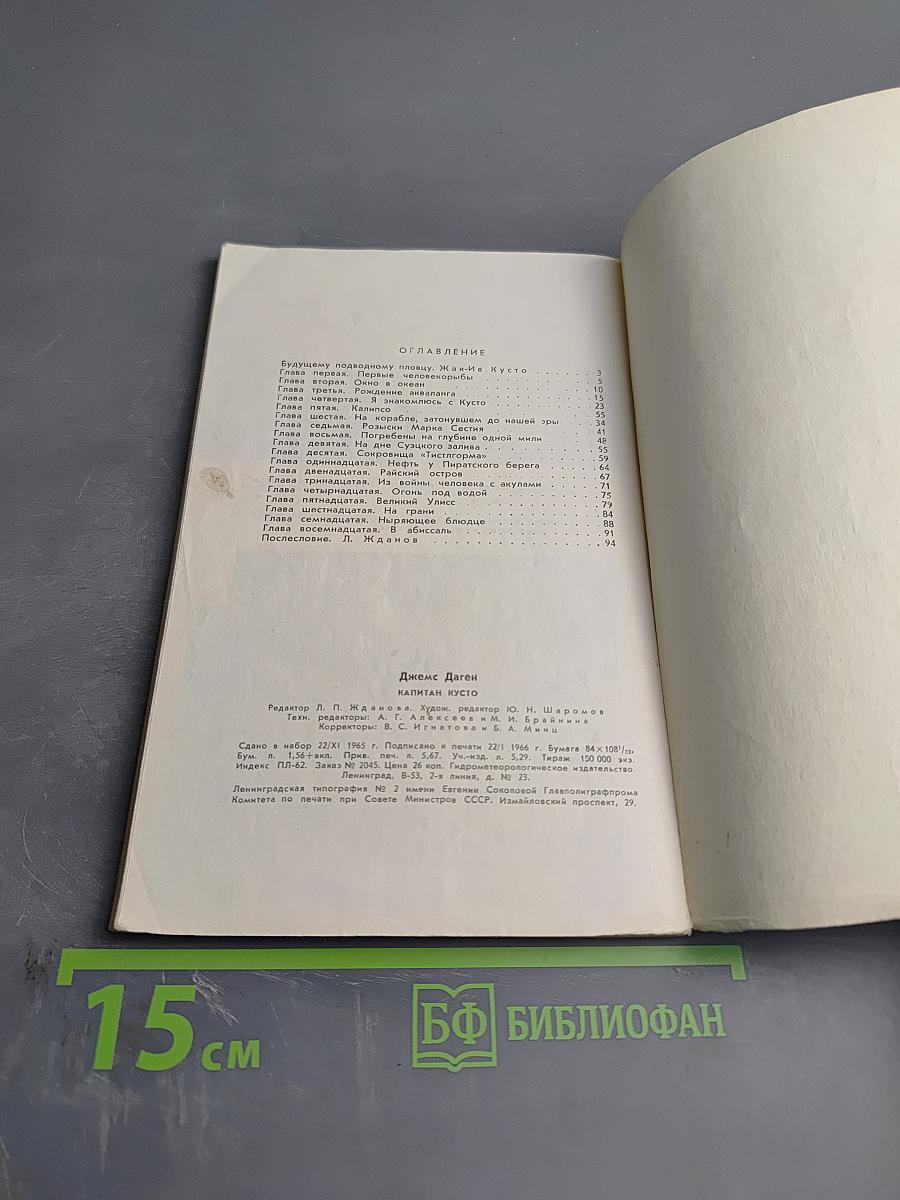 ОГЛАВЛЕНИЕ
Будущему подводному пловцу. Жак-Ив Кусто . . . . . . 3
Глава первая. Первые человекорыбы . . . . . . 5
Глава вторая. Окно в океан . . . . . . 10
Глава третья. Рождение акваланга . . . . . . 15
Глава четвертая. Я знакомлюсь с Кусто . . . . . . 23
Глава пятая. Калипсо . . . . . . 55
Глава шестая. На корабле, затонувшем до нашей эры . . 34
Глава седьмая. Розыски Марка Сестия . . . . . . 41
Глава восьмая. Погребены на глубине одной мили . . . . 48
Глава девятая. На дне Суэцкого залива . . . . . . 55
Глава десятая. Сокровища «Тистлгорма» . . . . . . 59
Глава одиннадцатая. Нефть у Пиратского берега . . . . 64
Глава двенадцатая. Райский остров . . . . . . 67
Глава тринадцатая. Из войны человека с акулами . . . . 71
Глава четырнадцатая. Огонь под водой . . . . . . 75
Глава пятнадцатая. Великий Улисс . . . . . . 79
Глава шестнадцатая. На грани . . . . . . 84
Глава семнадцатая. Ныряющее блюдце . . . . . . 88
Глава восемнадцатая. В абиссаль . . . . . . 91
Послесловие. Л. Жданов . . . . . . 94
Джемс Даген
КАПИТАН КУСТО
Редактор Л. П. Жданова. Худож. редактор Ю. Н. Шаромов
Техн. редакторы: А. Г. Алексеев и М. И. Брайнина
Корректоры: В. С. Игнатова и Б. А. Минц
Сдано в набор 22/XI 1965 г. Подписано к печати 22/I 1966 г. Бумага 84×108¹/₃₂.
Бум. л. 1,56+вкл. Прив. печ. л. 5,67. Уч.-изд. л. 5,29. Тираж 150 000 экз.
Индекс ПЛ-62. Заказ № 2045. Цена 26 коп. Гидрометеорологическое издательство.
Ленинград, В-53, 2-я линия, д. № 23.
Ленинградская типография № 2 имени Евгении Соколовой Главполиграфпрома
Комитета по печати при Совете Министров СССР. Измайловский проспект, 29.
15 см
БФ БИБЛИОФАН